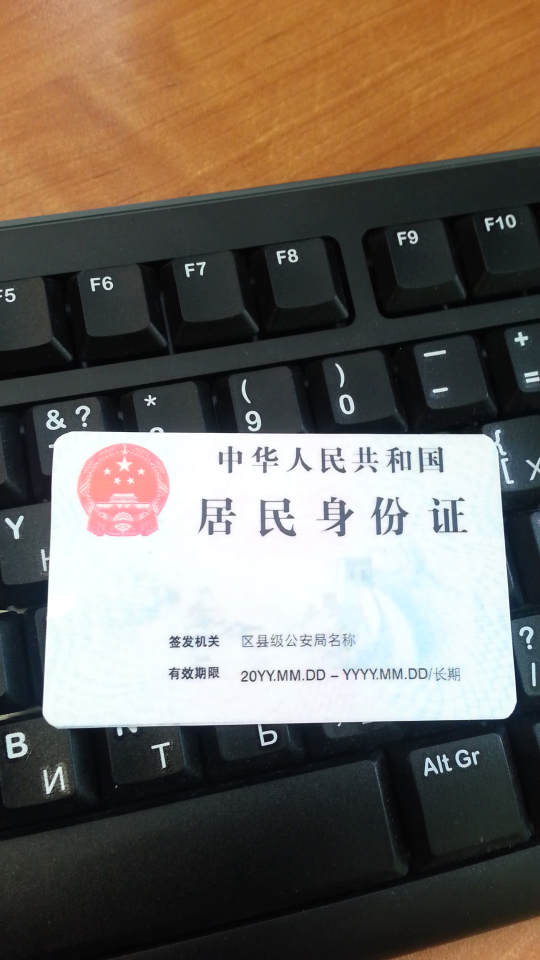 F5 F6 F7 F8 F9 F10
& ? * ( 9 ) 0 — – + =
中华人民共和国
居民身份证
{ [ X
Y
签发机关 区县级公安局名称
有效期限 20YY.MM.DD – YYYY.MM.DD/长期
?
B И Т Ь
Alt Gr